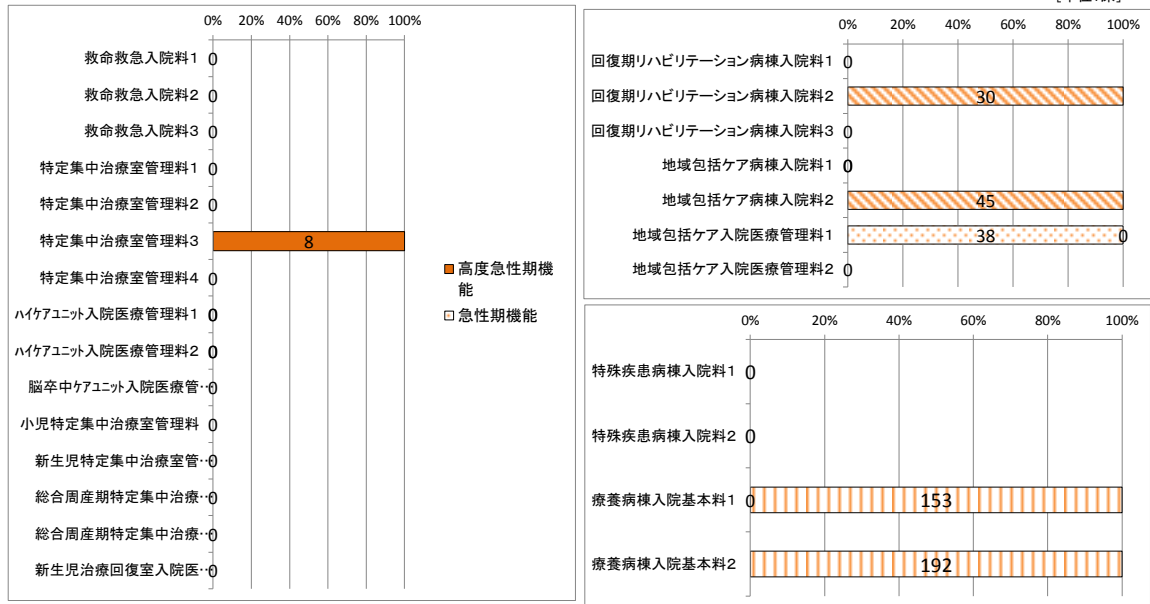 0% 20% 40% 60% 80% 100%
救命救急入院料1 0
救命救急入院料2 0
救命救急入院料3 0
特定集中治療室管理料1 0
特定集中治療室管理料2 0
特定集中治療室管理料3 8
特定集中治療室管理料4 0
ハイケアユニット入院医療管理料1 0
ハイケアユニット入院医療管理料2 0
脳卒中ケアユニット入院医療管… 0
小児特定集中治療室管理料 0
新生児特定集中治療室管… 0
総合周産期特定集中治療… 0
総合周産期特定集中治療… 0
新生児治療回復室入院医… 0
高度急性期機
能
急性期機能
0% 20% 40% 60% 80% 100%
回復期リハビリテーション病棟入院料1 0
回復期リハビリテーション病棟入院料2 30
回復期リハビリテーション病棟入院料3 0
地域包括ケア病棟入院料1 0
地域包括ケア病棟入院料2 45
地域包括ケア入院医療管理料1 38 0
地域包括ケア入院医療管理料2 0
0% 20% 40% 60% 80% 100%
特殊疾患病棟入院料1 0
特殊疾患病棟入院料2 0
療養病棟入院基本料1 0 153
療養病棟入院基本料2 192